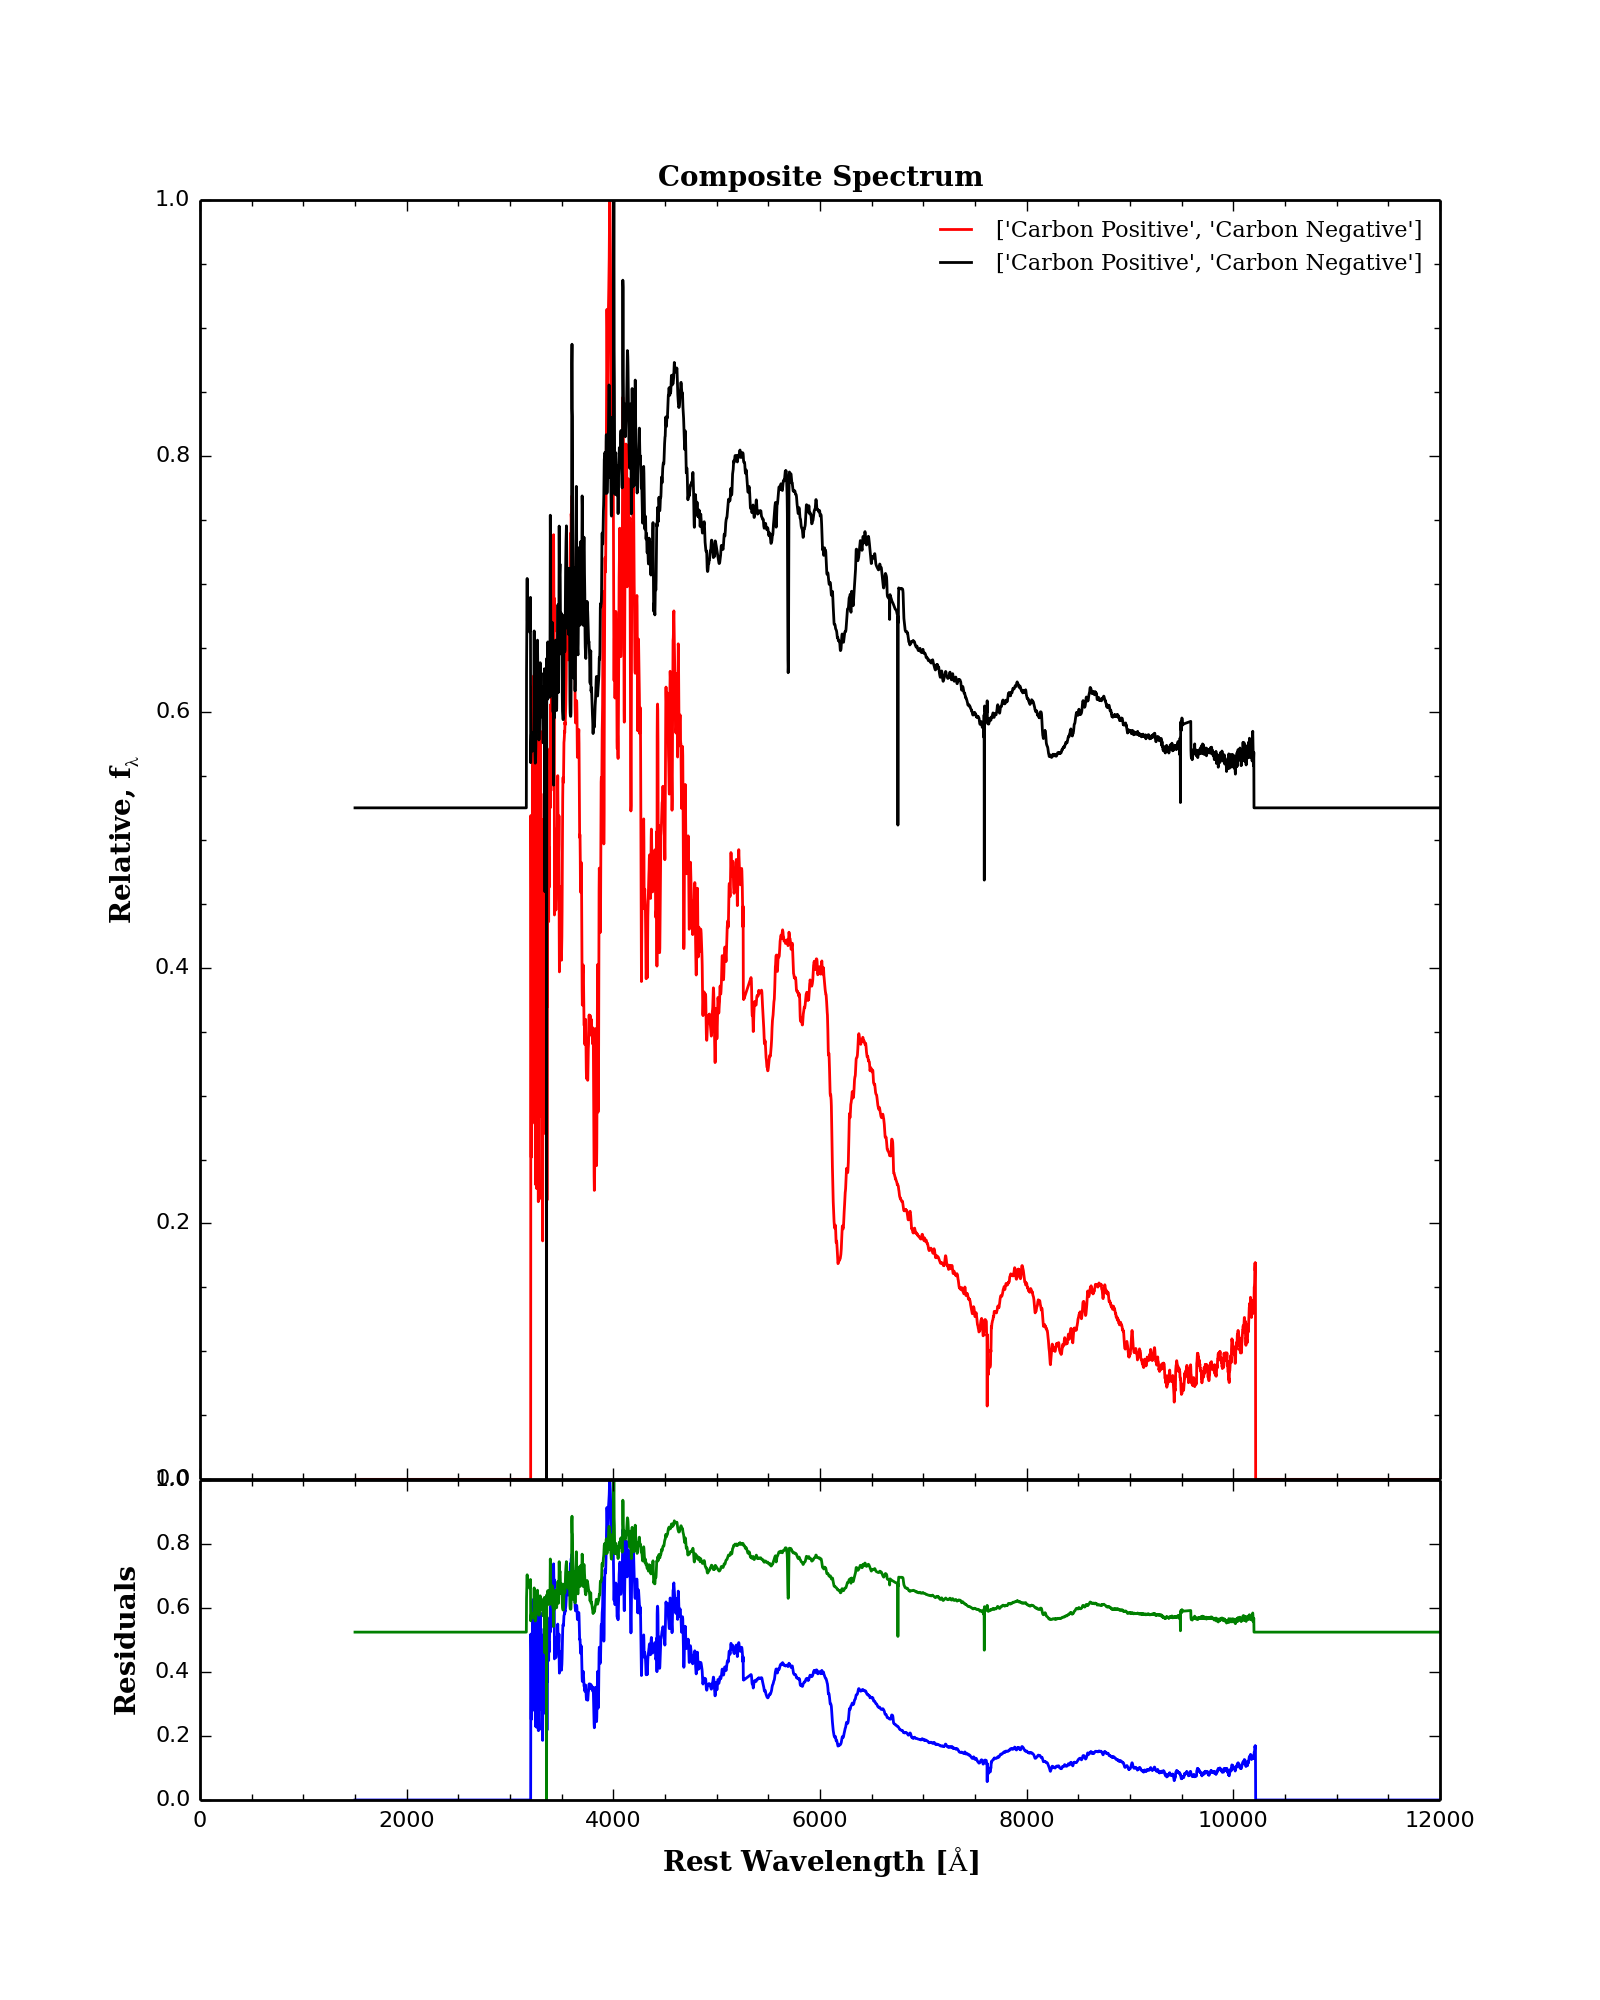 Composite Spectrum
['Carbon Positive', 'Carbon Negative']
['Carbon Positive', 'Carbon Negative']
Relative, fλ
1.0
0.8
0.6
0.4
0.2
0.0
Residuals
1.0
0.8
0.6
0.4
0.2
0.0
0 2000 4000 6000 8000 10000 12000
Rest Wavelength [Å]